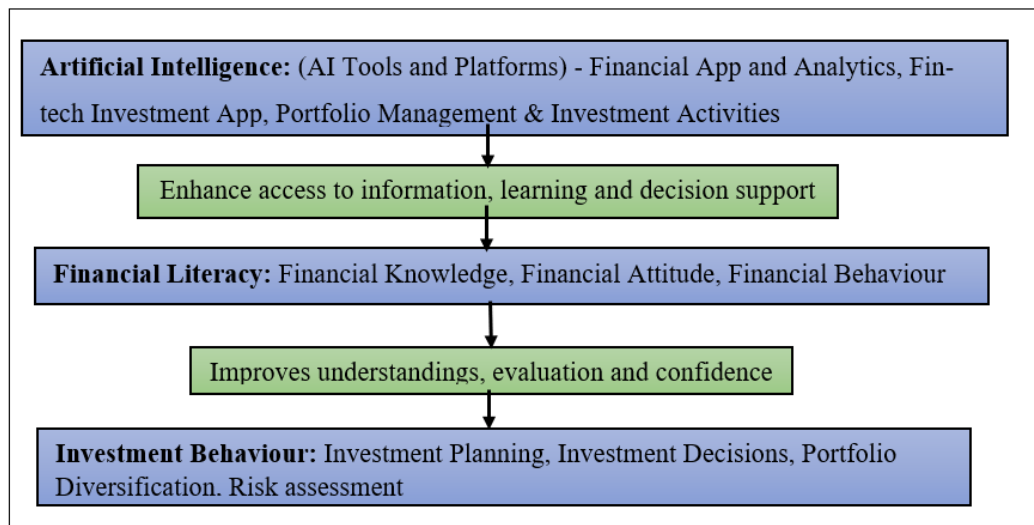 Artificial Intelligence: (AI Tools and Platforms) - Financial App and Analytics, Fin-
tech Investment App, Portfolio Management & Investment Activities
Enhance access to information, learning and decision support
Financial Literacy: Financial Knowledge, Financial Attitude, Financial Behaviour
Improves understandings, evaluation and confidence
Investment Behaviour: Investment Planning, Investment Decisions, Portfolio
Diversification. Risk assessment